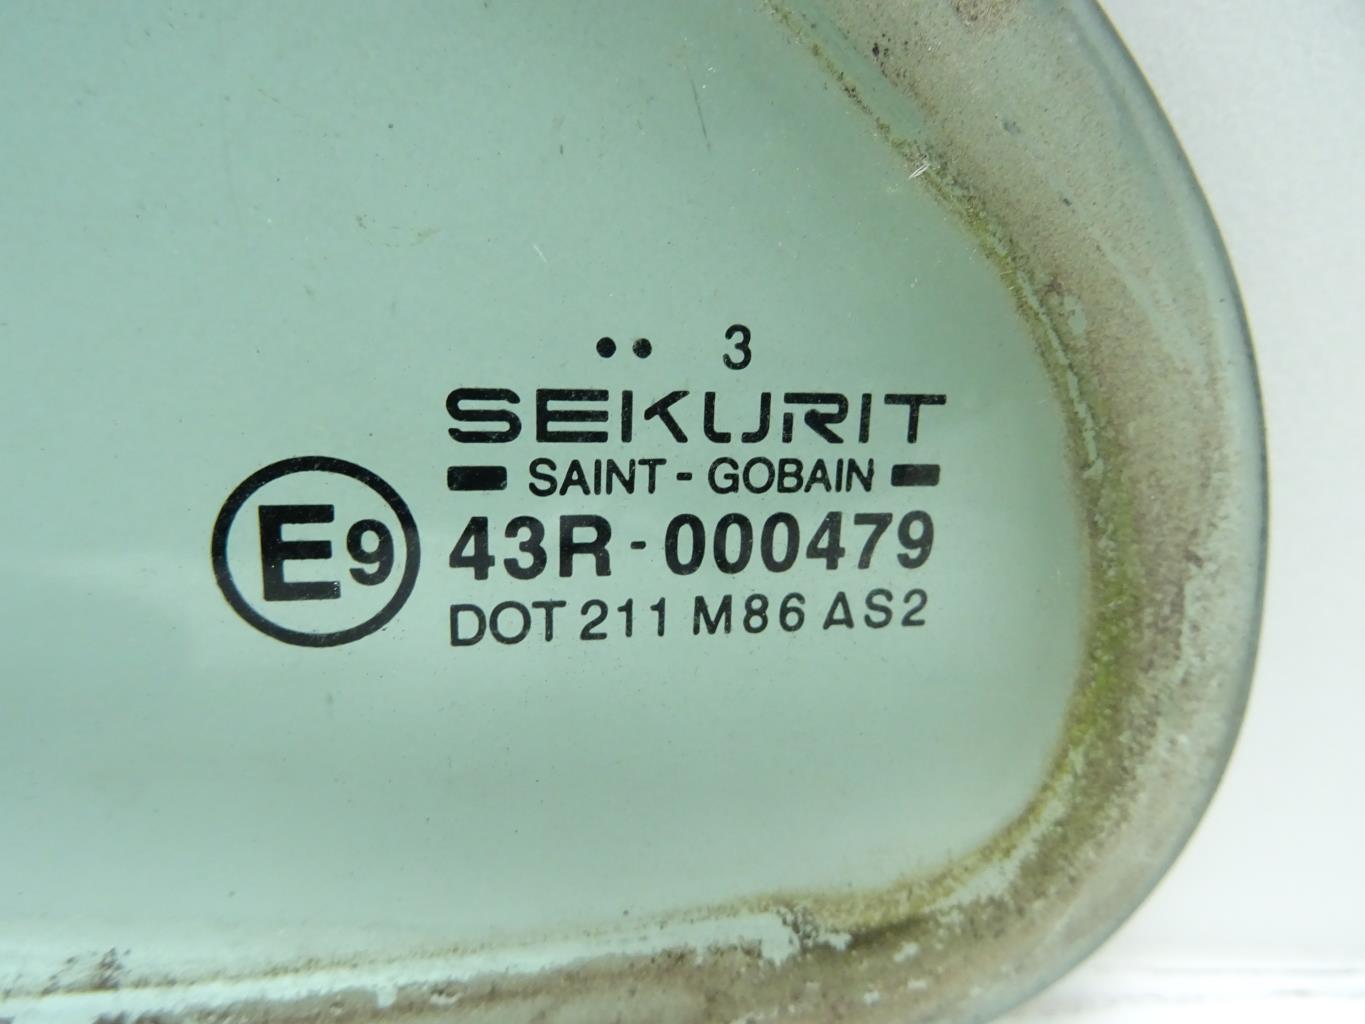 .. 3
SEKURIT
SAINT-GOBAIN
E9 43R-000479
DOT 211 M86 AS2